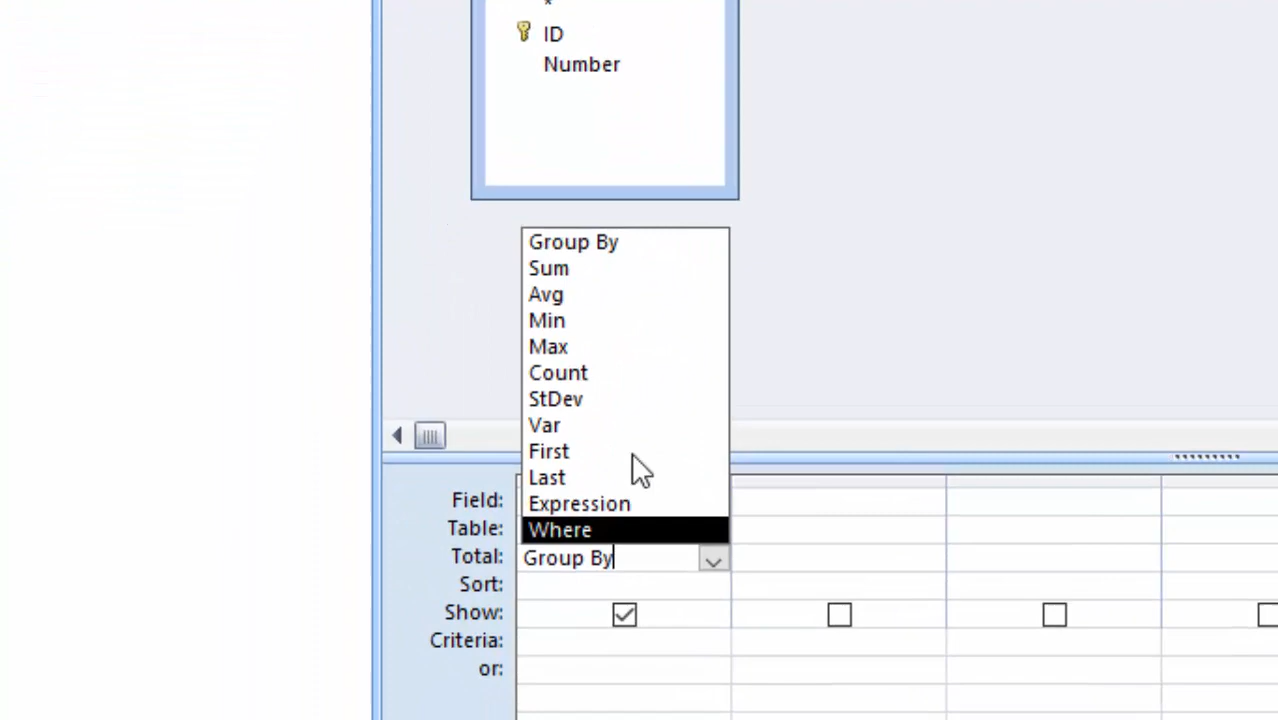 *
ID
Number
Group By
Sum
Avg
Min
Max
Count
StDev
Var
First
Last
Expression
Where
Field:
Table:
Total: Group By
Sort:
Show:
Criteria:
or: